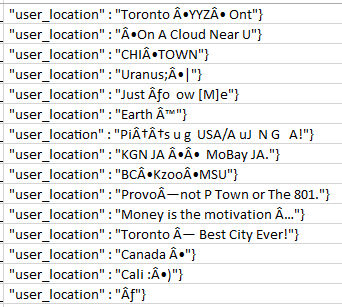 "user_location" : "Toronto Â•YYZÂ• Ont"}
"user_location" : "Â•On A Cloud Near U"}
"user_location" : "CHIÂ•TOWN"}
"user_location" : "Uranus;Â•|"}
"user_location" : "Just Âƒo  ow [M]e"}
"user_location" : "Earth Â™"}
"user_location" : "PiÂ†Â†s u g  USA/A uJ  N G   A!"}
"user_location" : "KGN JA Â•Â•  MoBay JA."}
"user_location" : "BCÂ•KzooÂ•MSU"}
"user_location" : "ProvoÂ—not P Town or The 801."}
"user_location" : "Money is the motivation Â…"}
"user_location" : "Toronto Â— Best City Ever!"}
"user_location" : "Canada Â•"}
"user_location" : "Cali :Â•)"}
"user_location" : "Âƒ"}